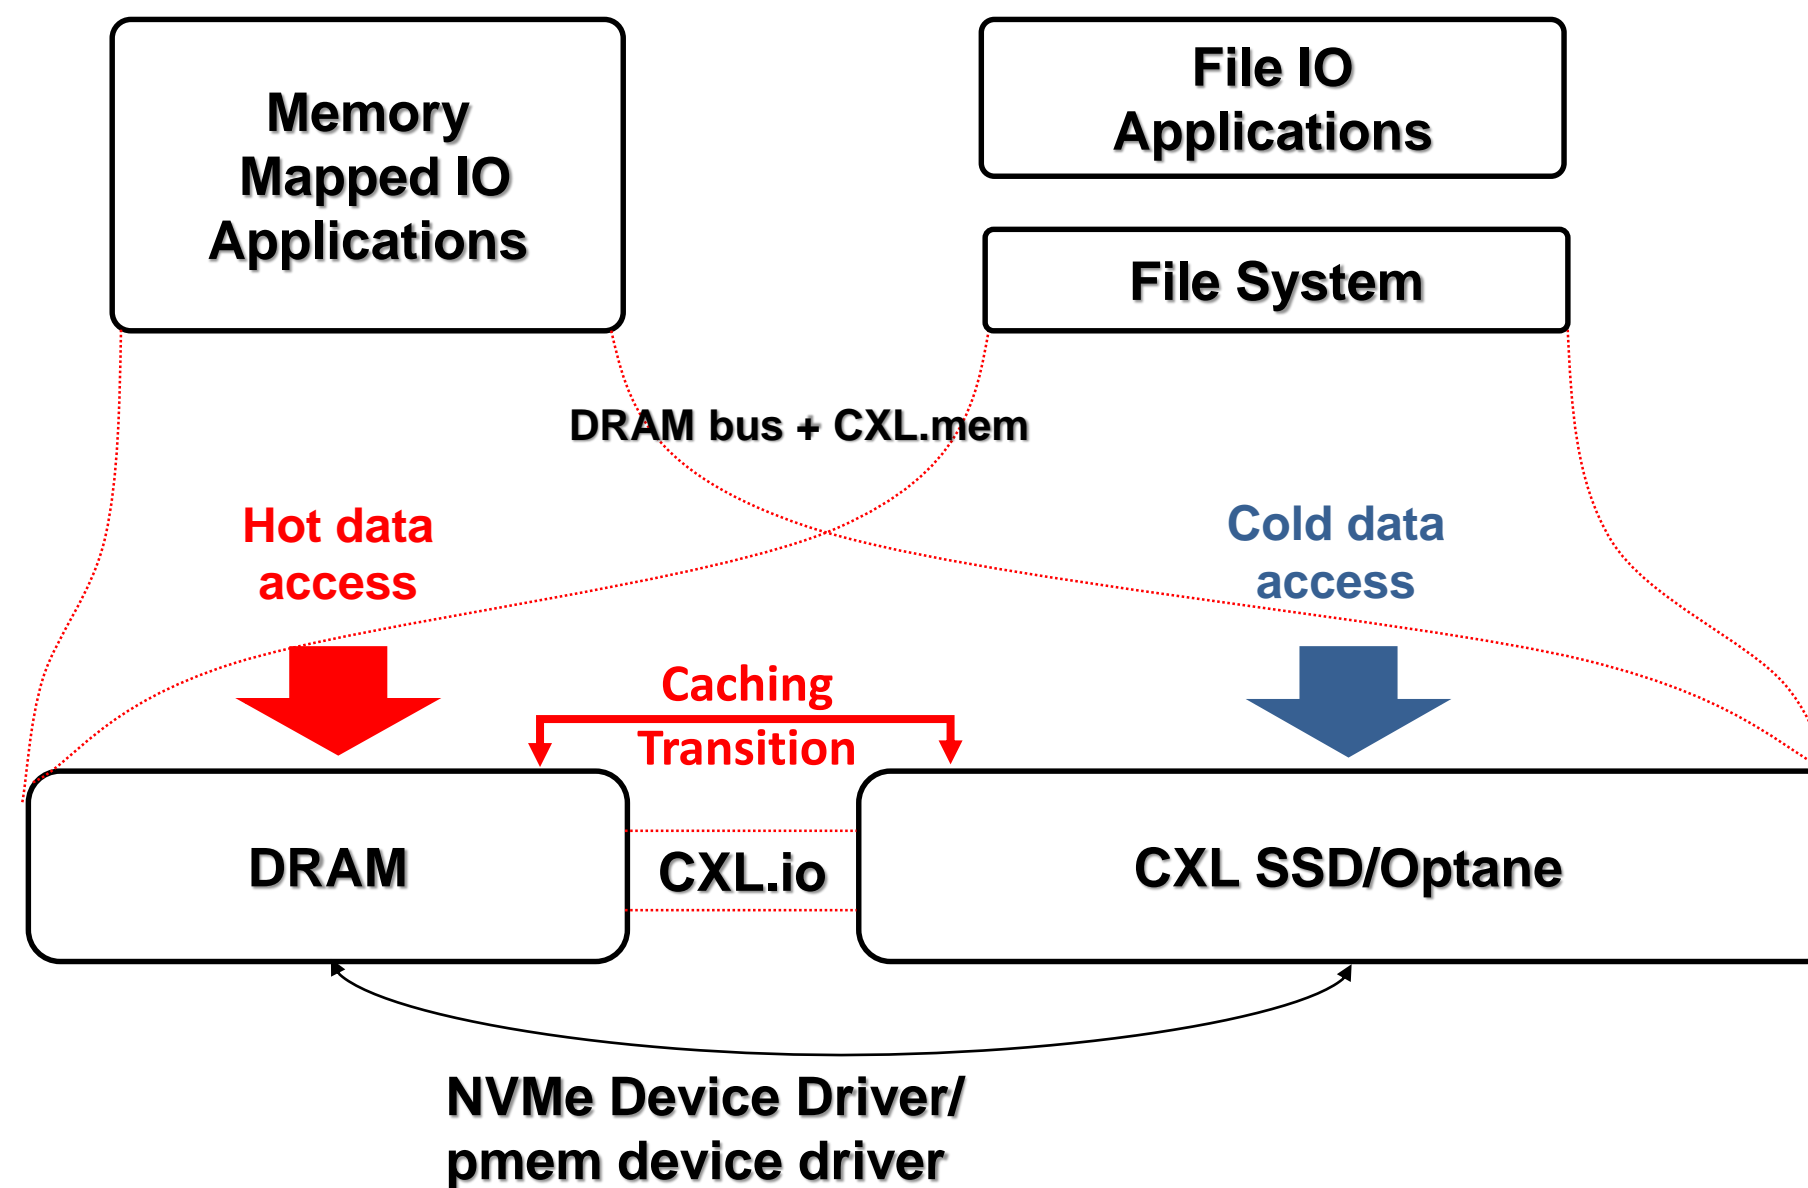 Memory
Mapped IO
Applications
File IO
Applications
File System
DRAM bus + CXL.mem
Hot data
access
Cold data
access
Caching
Transition
DRAM
CXL.io
CXL SSD/Optane
NVMe Device Driver/
pmem device driver